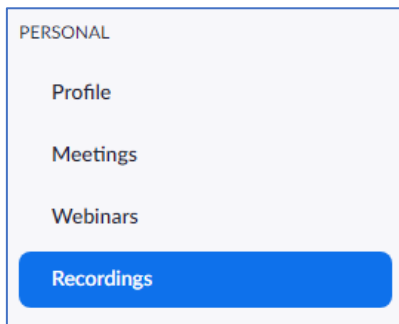 PERSONAL
Profile
Meetings
Webinars
Recordings